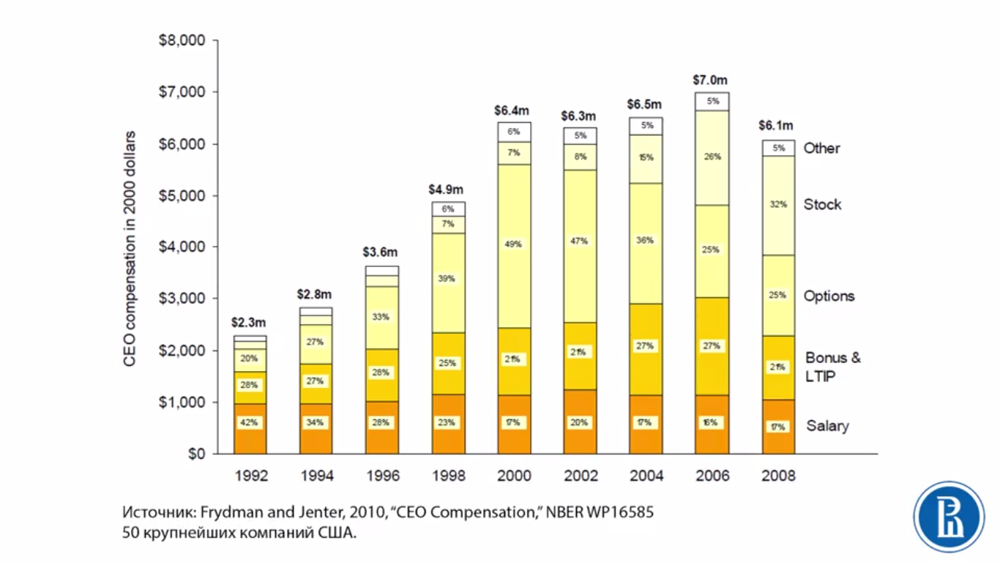 $8,000
$7,000
$6,000
$5,000
$4,000
$3,000
$2,000
$1,000
$0
CEO compensation in 2000 dollars
$2.3m
20%
28%
42%
$2.8m
27%
27%
34%
$3.6m
33%
28%
28%
$4.9m
6%
7%
39%
25%
23%
$6.4m
6%
7%
49%
21%
17%
$6.3m
5%
8%
47%
21%
20%
$6.5m
5%
15%
36%
27%
17%
$7.0m
5%
26%
25%
27%
16%
$6.1m
5%
32%
25%
21%
17%
Other
Stock
Options
Bonus &
LTIP
Salary
1992 1994 1996 1998 2000 2002 2004 2006 2008
Источник: Frydman and Jenter, 2010, “CEO Compensation,” NBER WP16585
50 крупнейших компаний США.